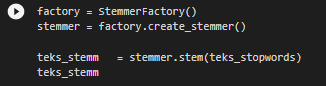 factory = StemmerFactory()
stemmer = factory.create_stemmer()

teks_stemm   = stemmer.stem(teks_stopwords)
teks_stemm